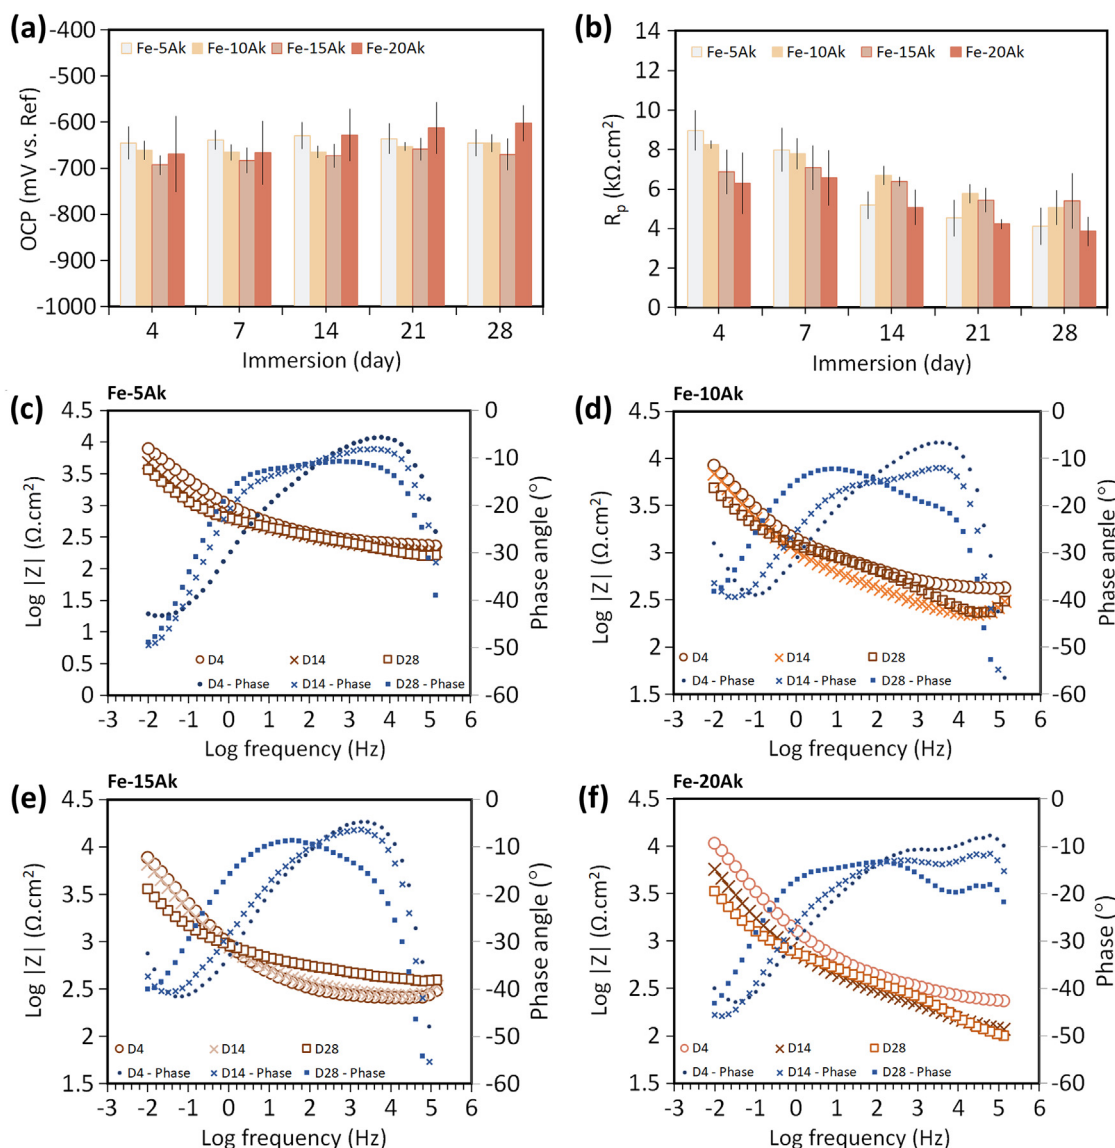 (a)
-400
-500
-600
-700
-800
-900
-1000
OCP (mV vs. Ref)
Fe-5Ak Fe-10Ak Fe-15Ak Fe-20Ak
4 7 14 21 28
Immersion (day)
(b)
14
12
10
8
6
4
2
0
Rp (kΩ.cm2)
Fe-5Ak Fe-10Ak Fe-15Ak Fe-20Ak
4 7 14 21 28
Immersion (day)
(c)
Fe-5Ak
4.5
4
3.5
3
2.5
2
1.5
1
0.5
0
Log |Z| (Ω.cm2)
0
-10
-20
-30
-40
-50
-60
Phase angle (°)
D4 D14 D28
D4 - Phase D14 - Phase D28 - Phase
-3 -2 -1 0 1 2 3 4 5 6
Log frequency (Hz)
(d)
Fe-10Ak
4.5
4
3.5
3
2.5
2
1.5
Log |Z| (Ω.cm2)
0
-10
-20
-30
-40
-50
-60
Phase angle (°)
D4 D14 D28
D4 - Phase D14 - Phase D28 - Phase
-3 -2 -1 0 1 2 3 4 5 6
Log frequency (Hz)
(e)
Fe-15Ak
4.5
4
3.5
3
2.5
2
1.5
Log |Z| (Ω.cm2)
0
-10
-20
-30
-40
-50
-60
Phase angle (°)
D4 D14 D28
D4 - Phase D14 - Phase D28 - Phase
-3 -2 -1 0 1 2 3 4 5 6
Log frequency (Hz)
(f)
Fe-20Ak
4.5
4
3.5
3
2.5
2
1.5
Log |Z| (Ω.cm2)
0
-10
-20
-30
-40
-50
-60
Phase angle (°)
D4 D14 D28
D4 - Phase D14 - Phase D28 - Phase
-3 -2 -1 0 1 2 3 4 5 6
Log frequency (Hz)